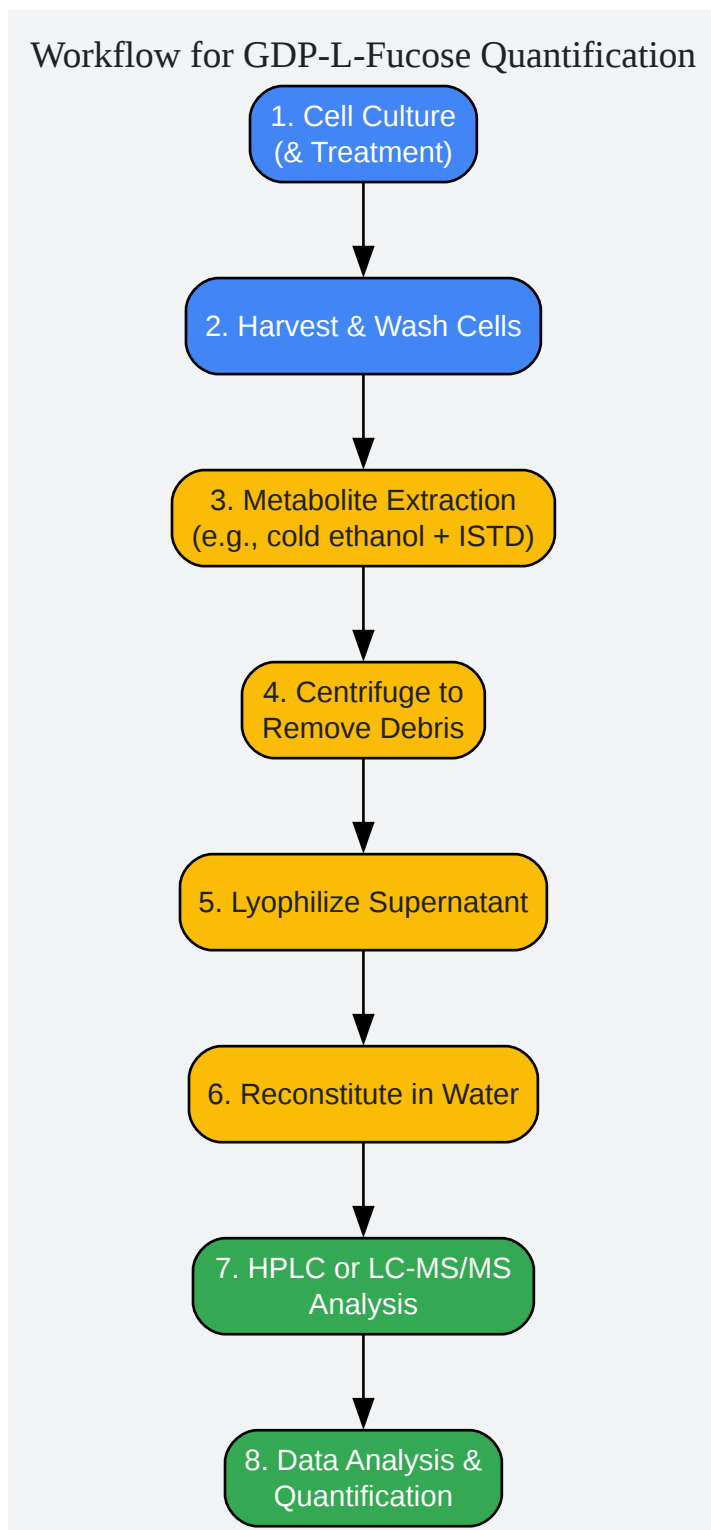 Workflow for GDP-L-Fucose Quantification
1. Cell Culture
(& Treatment)
2. Harvest & Wash Cells
3. Metabolite Extraction
(e.g., cold ethanol + ISTD)
4. Centrifuge to
Remove Debris
5. Lyophilize Supernatant
6. Reconstitute in Water
7. HPLC or LC-MS/MS
Analysis
8. Data Analysis &
Quantification